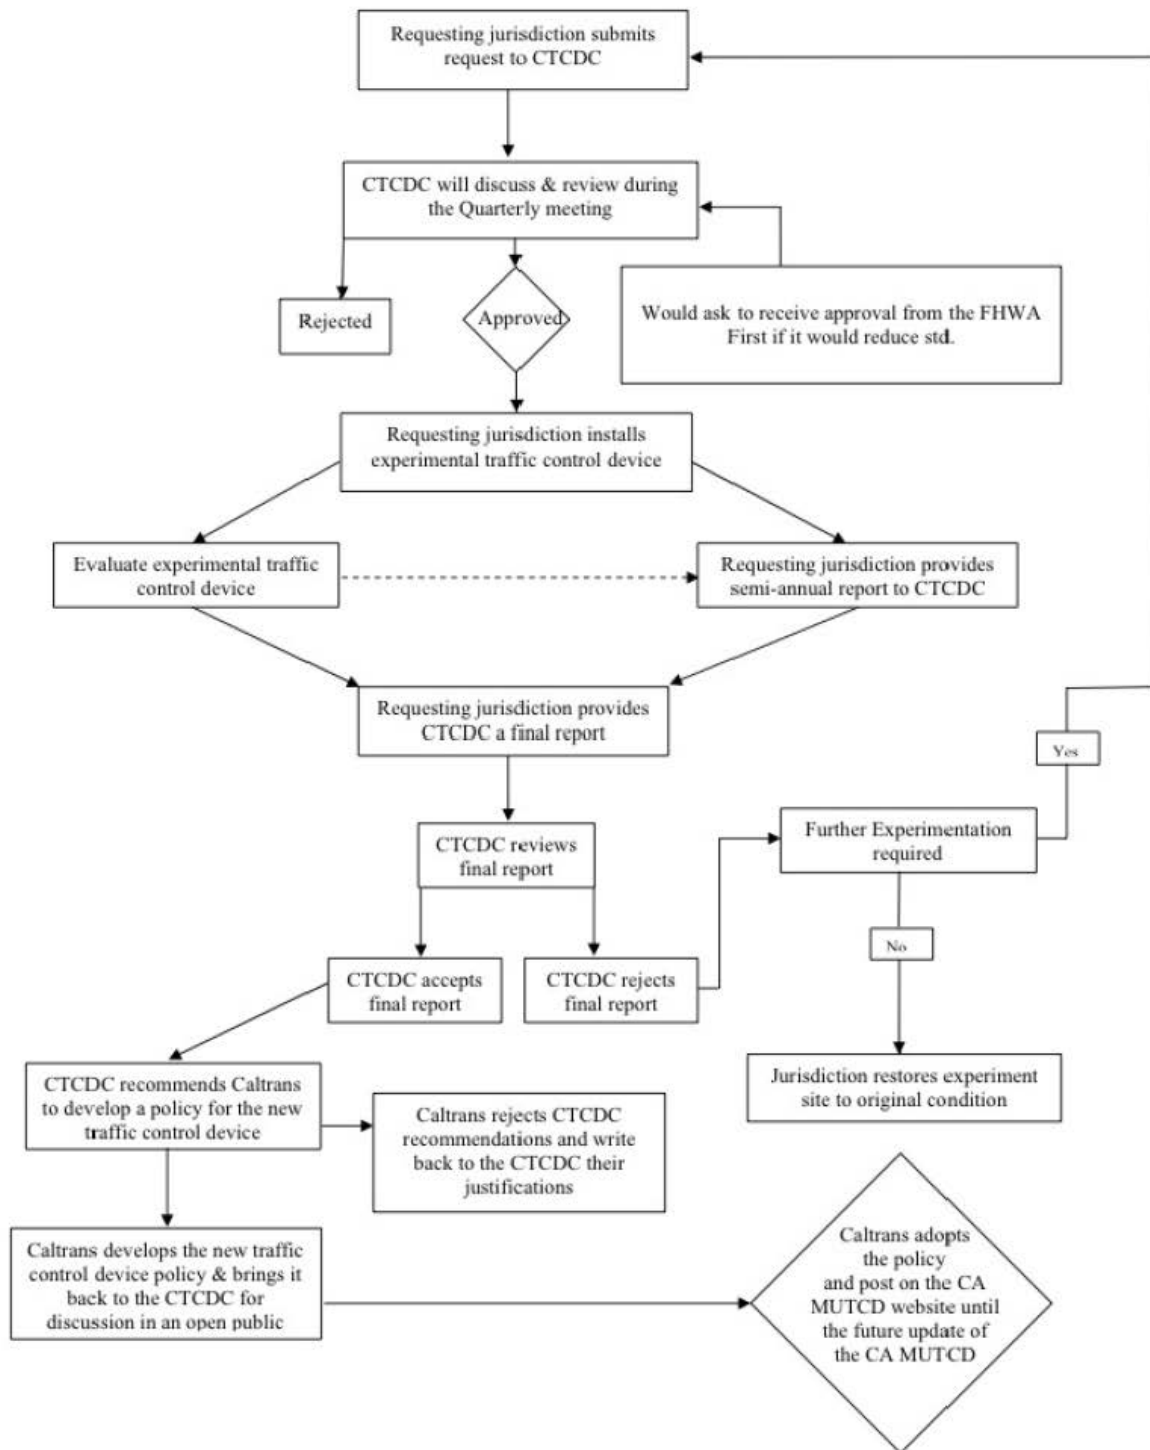 Requesting jurisdiction submits
request to CTCDC
CTCDC will discuss & review during
the Quarterly meeting
Rejected
Approved
Would ask to receive approval from the FHWA
First if it would reduce std.
Requesting jurisdiction installs
experimental traffic control device
Evaluate experimental traffic
control device
Requesting jurisdiction provides
semi-annual report to CTCDC
Requesting jurisdiction provides
CTCDC a final report
Yes
CTCDC reviews
final report
Further Experimentation
required
No
CTCDC accepts
final report
CTCDC rejects
final report
CTCDC recommends Caltrans
to develop a policy for the new
traffic control device
Caltrans rejects CTCDC
recommendations and write
back to the CTCDC their
justifications
Jurisdiction restores experiment
site to original condition
Caltrans develops the new traffic
control device policy & brings it
back to the CTCDC for
discussion in an open public
Caltrans adopts
the policy
and post on the CA
MUTCD website until
the future update of
the CA MUTCD